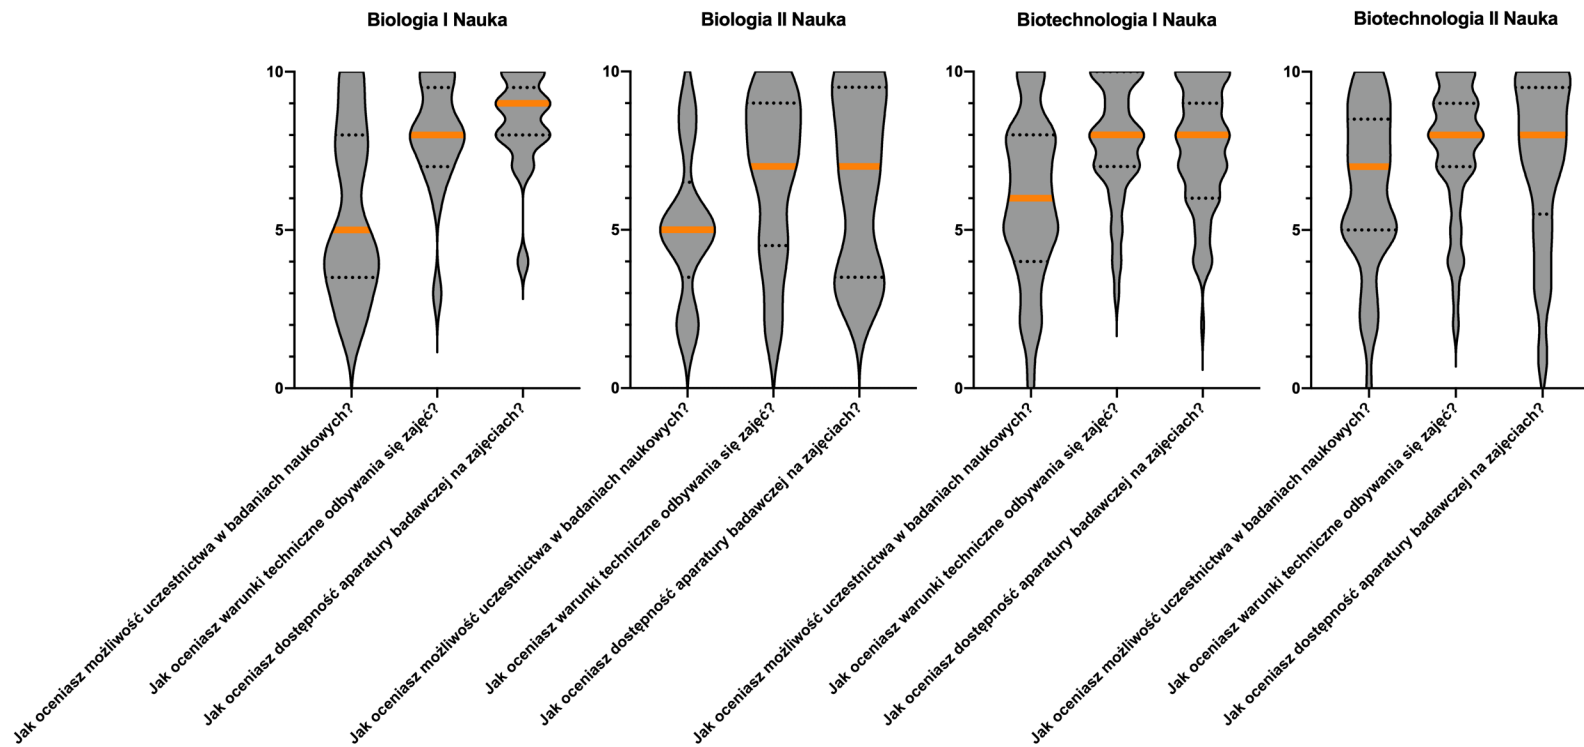 Biologia I Nauka
Biologia II Nauka
Biotechnologia I Nauka
Biotechnologia II Nauka
10
5
0
Jak oceniasz możliwość uczestnictwa w badaniach naukowych?
Jak oceniasz warunki techniczne odbywania się zajęć?
Jak oceniasz dostępność aparatury badawczej na zajęciach?
10
5
0
Jak oceniasz możliwość uczestnictwa w badaniach naukowych?
Jak oceniasz warunki techniczne odbywania się zajęć?
Jak oceniasz dostępność aparatury badawczej na zajęciach?
10
5
0
Jak oceniasz możliwość uczestnictwa w badaniach naukowych?
Jak oceniasz warunki techniczne odbywania się zajęć?
Jak oceniasz dostępność aparatury badawczej na zajęciach?
10
5
0
Jak oceniasz możliwość uczestnictwa w badaniach naukowych?
Jak oceniasz warunki techniczne odbywania się zajęć?
Jak oceniasz dostępność aparatury badawczej na zajęciach?